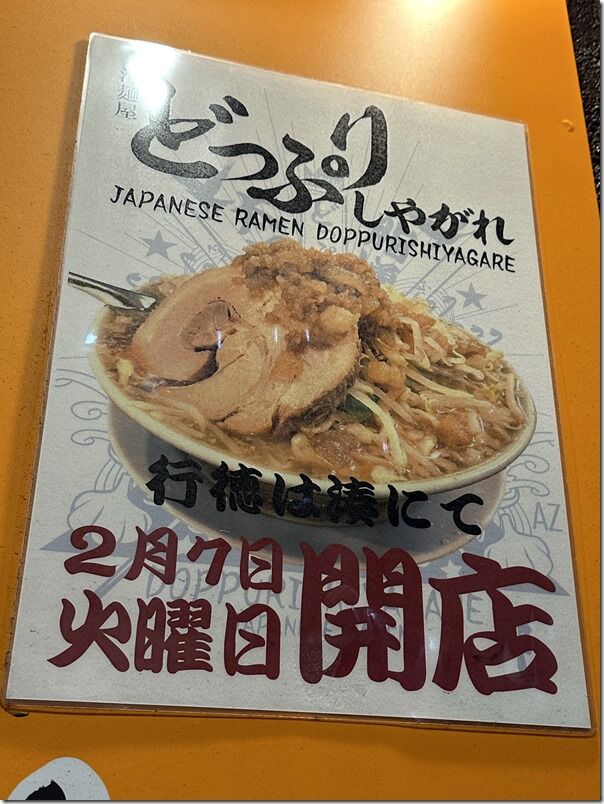 麺屋
どっぷり
しやがれ
JAPANESE RAMEN DOPPURISHIYAGARE
行徳は湊にて
2月7日
火曜日
開店
AZ